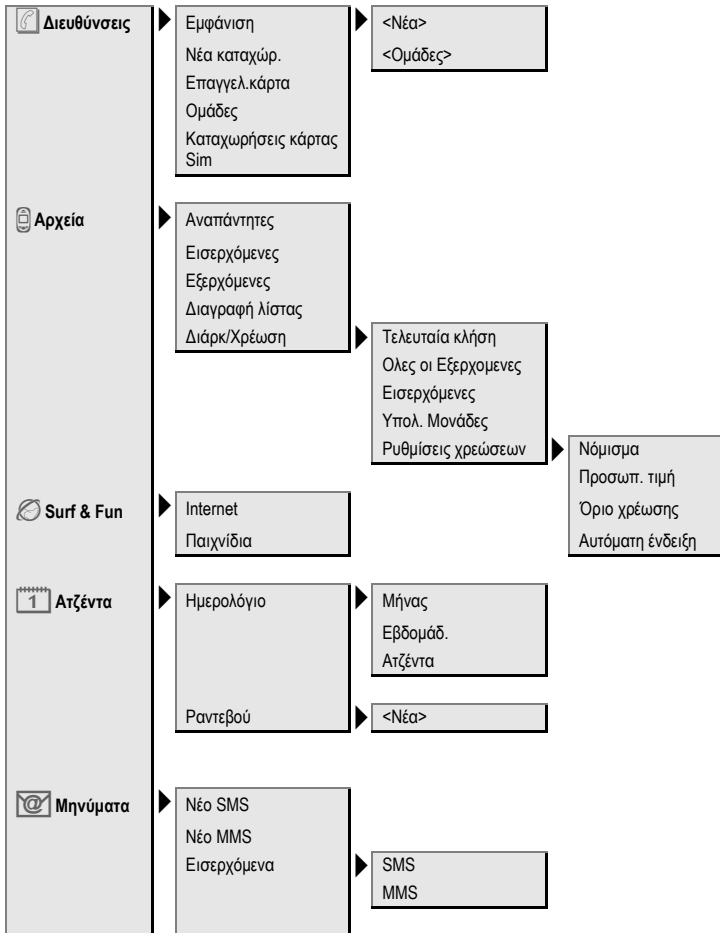 Διευθύνσεις
Εμφάνιση
<Νέα>
<Ομάδες>
Νέα καταχώρ.
Επαγγελ.κάρτα
Ομάδες
Καταχωρήσεις κάρτας
Sim
Αρχεία
Αναπάντητες
Εισερχόμενες
Εξερχόμενες
Διαγραφή λίστας
Διάρκ/Χρέωση
Τελευταία κλήση
Ολες οι Εξερχομενες
Εισερχόμενες
Υπολ. Μονάδες
Ρυθμίσεις χρεώσεων
Νόμισμα
Προσωπ. τιμή
Όριο χρέωσης
Αυτόματη ένδειξη
Surf & Fun
Internet
Παιχνίδια
1 Ατζέντα
Ημερολόγιο
Μήνας
Εβδομάδ.
Ατζέντα
Ραντεβού
<Νέα>
@ Μηνύματα
Νέο SMS
Νέο MMS
Εισερχόμενα
SMS
MMS